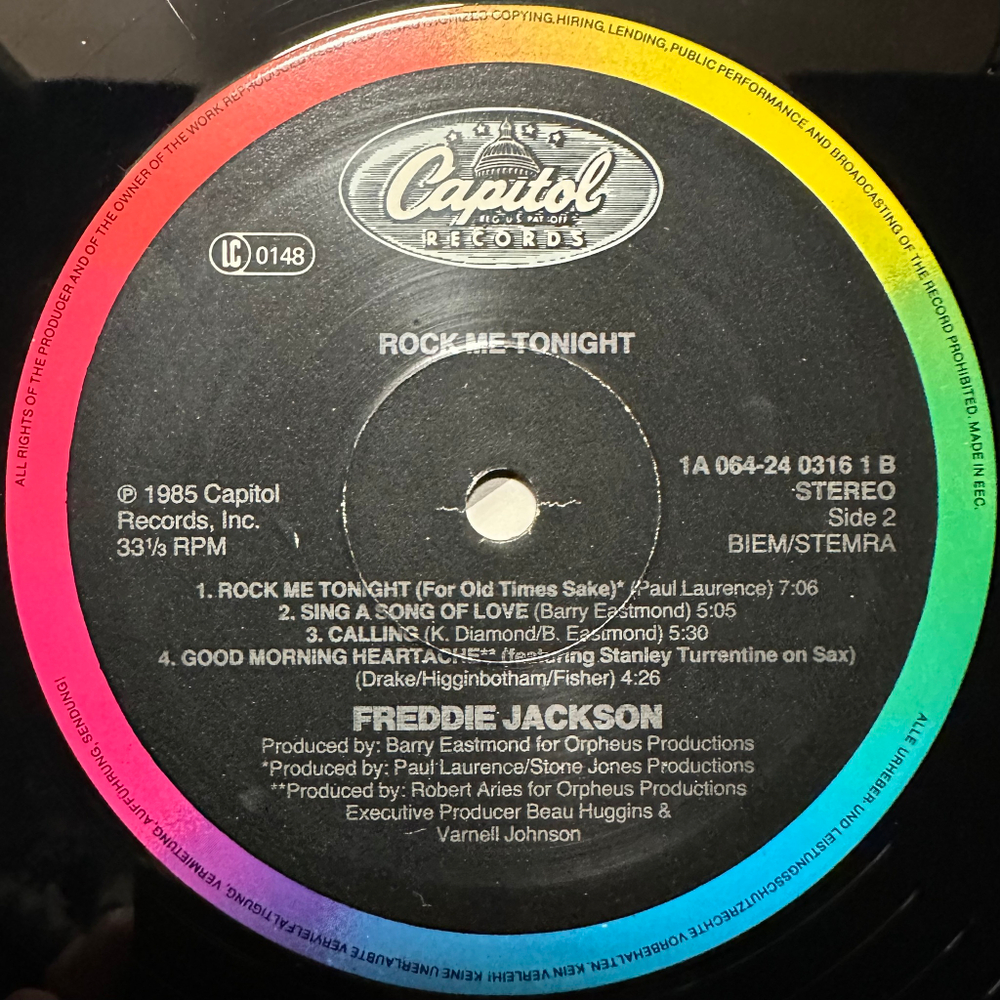 ALL RIGHTS OF THE PRODUCER AND OF THE OWNER OF THE WORK REPRODUCED COPYING, HIRING, LENDING, PUBLIC PERFORMANCE AND BROADCASTING OF THE RECORD PROHIBITED. MADE IN EEC.
Capitol
REG. U.S. PAT. OFF.
RECORDS
LC 0148
ROCK ME TONIGHT
1A 064-24 0316 1 B
STEREO
Side 2
BIEM/STEMRA
℗ 1985 Capitol
Records, Inc.
33⅓ RPM
1. ROCK ME TONIGHT (For Old Times Sake)* (Paul Laurence) 7:06
2. SING A SONG OF LOVE (Barry Eastmond) 5:05
3. CALLING (K. Diamond/B. Eastmond) 5:30
4. GOOD MORNING HEARTACHE** (featuring Stanley Turrentine on Sax)
(Drake/Higginbotham/Fisher) 4:26
FREDDIE JACKSON
Produced by: Barry Eastmond for Orpheus Productions
*Produced by: Paul Laurence/Stone Jones Productions
**Produced by: Robert Aries for Orpheus Productions
Executive Producer Beau Huggins &
Varnell Johnson
ALLE URHEBER- UND LEISTUNGSSCHUTZRECHTE VORBEHALTEN. KEIN VERLEIH! KEINE UNERLAUBTE VERVIELFÄLTIGUNG, VERMIETUNG, AUFFÜHRUNG, SENDUNG!